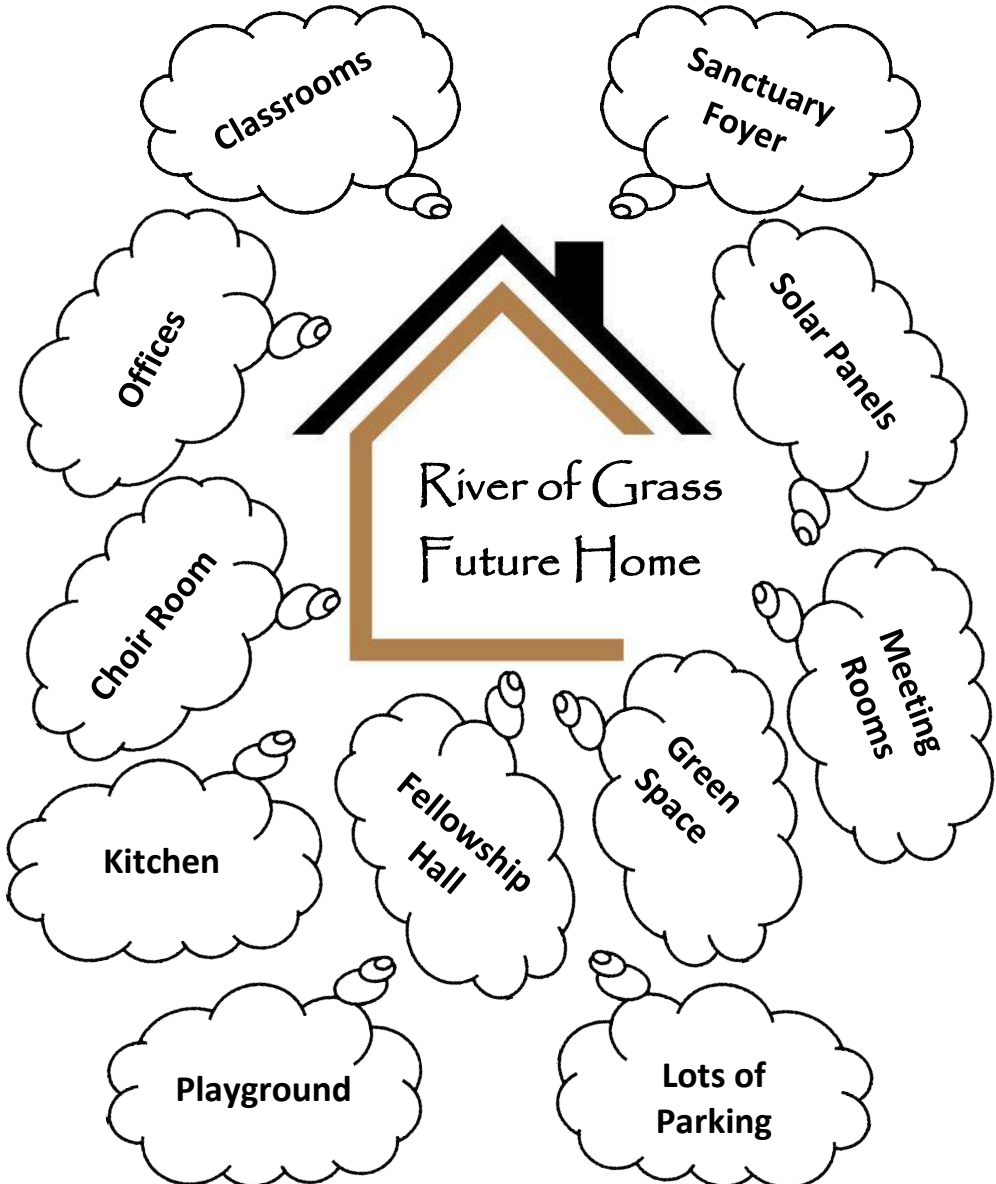 Classrooms
Sanctuary
Foyer
Offices
Solar Panels
River of Grass
Future Home
Choir Room
Meeting
Rooms
Kitchen
Fellowship
Hall
Green
Space
Playground
Lots of
Parking